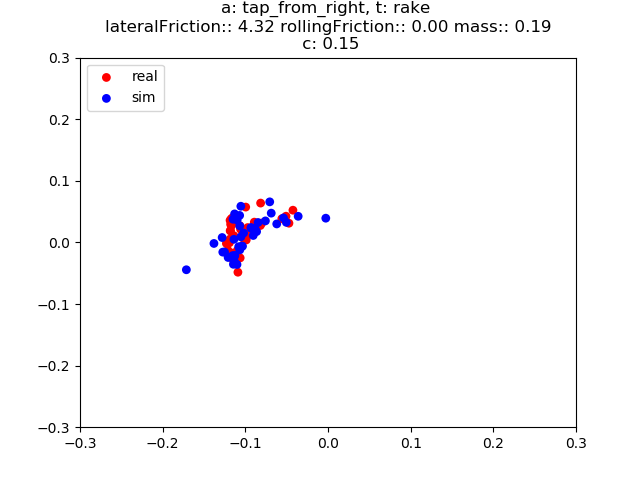 a: tap_from_right, t: rake
lateralFriction:: 4.32 rollingFriction:: 0.00 mass:: 0.19
c: 0.15
real
sim
0.3
0.2
0.1
0.0
−0.1
−0.2
−0.3
−0.3
−0.2
−0.1
0.0
0.1
0.2
0.3